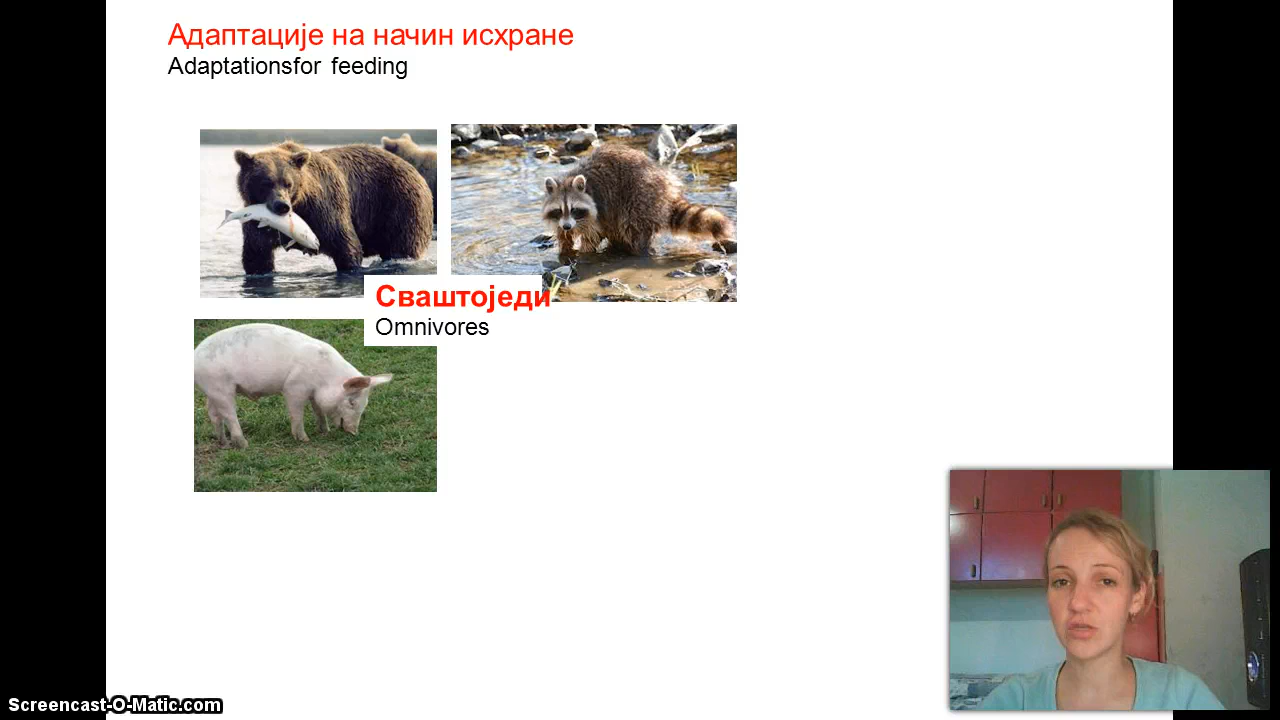 Адаптације на начин исхране
Adaptationsfor feeding
Сваштоједи
Omnivores
Screencast-O-Matic.com